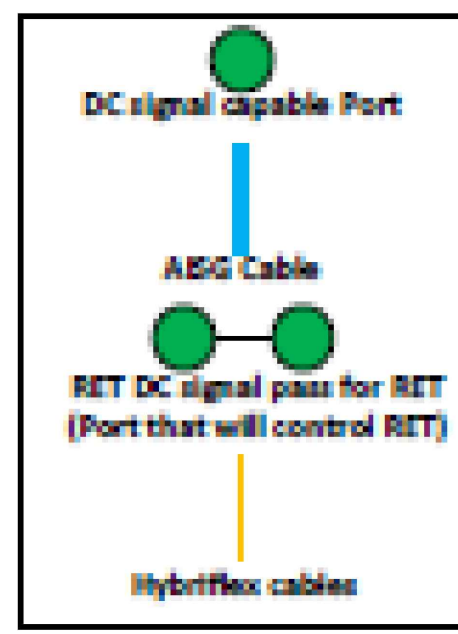 DC signal capable Port
AISG Cable
RET DC signal pass for RET
(Port that will control RET)
Hybriflex cables